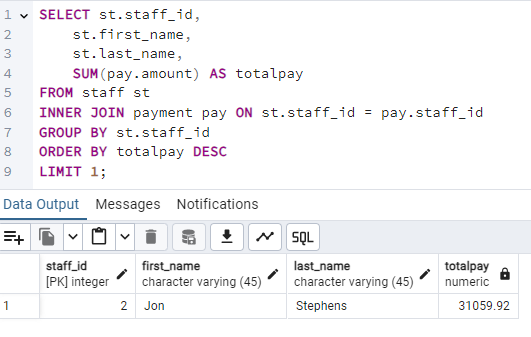 1 SELECT st.staff_id,
2 st.first_name,
3 st.last_name,
4 SUM(pay.amount) AS totalpay
5 FROM staff st
6 INNER JOIN payment pay ON st.staff_id = pay.staff_id
7 GROUP BY st.staff_id
8 ORDER BY totalpay DESC
9 LIMIT 1;
Data Output Messages Notifications
SQL
staff_id first_name last_name totalpay
[PK] integer character varying (45) character varying (45) numeric
1 2 Jon Stephens 31059.92